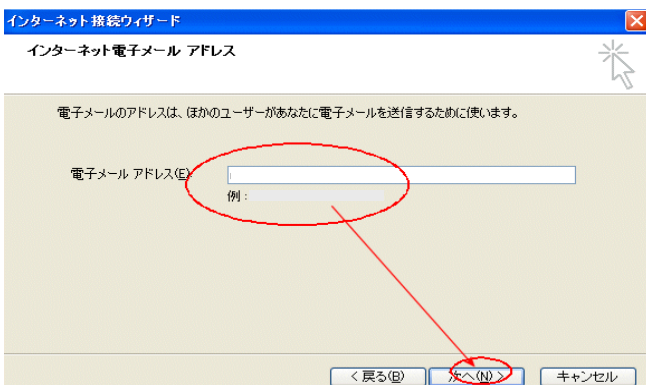 インターネット接続ウィザード
インターネット電子メール アドレス
電子メールのアドレスは、ほかのユーザーがあなたに電子メールを送信するために使います。
電子メール アドレス(E):
例:
< 戻る(B) 次へ(N) > キャンセル